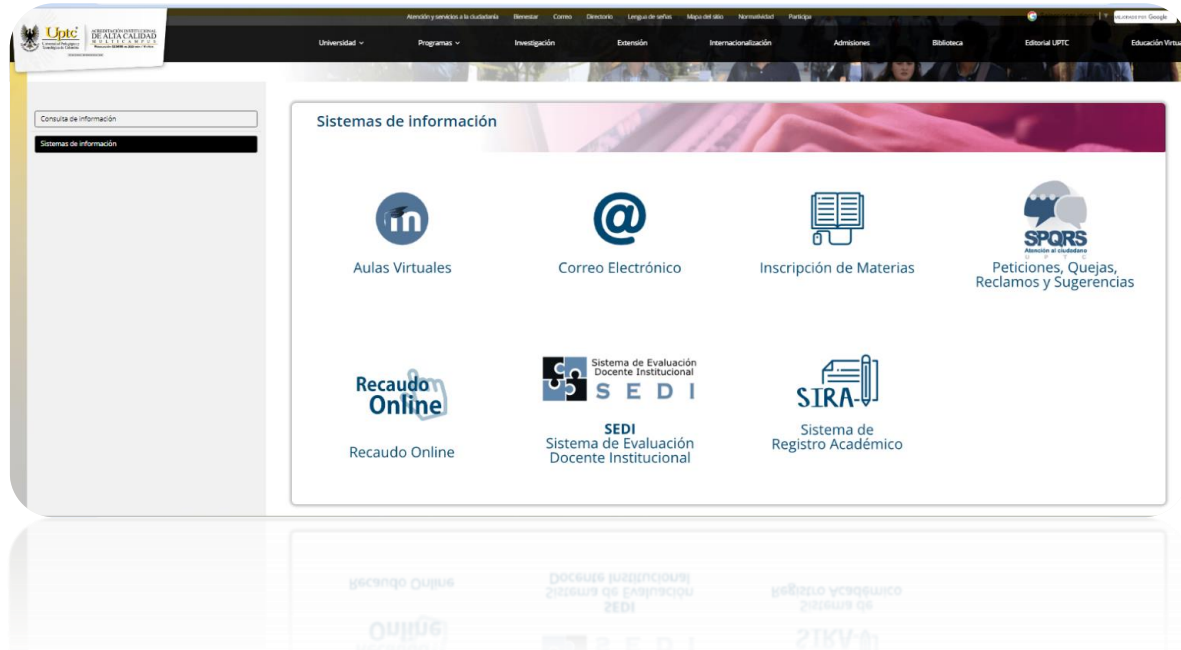 Atención y servicios a la ciudadanía Bienestar Correo Directorio Lengua de señas Mapa del sitio Normatividad Participa
Uptc
ACREDITACIÓN INSTITUCIONAL
DE ALTA CALIDAD
MULTICAMPUS
Universidad Programas Investigación Extensión Internacionalización Admisiones Biblioteca Editorial UPTC Educación Virtua
Consulta de información
Sistemas de información
Sistemas de información
Aulas Virtuales
Correo Electrónico
Inscripción de Materias
SPQRS
Atención al ciudadano
U P T C
Peticiones, Quejas,
Reclamos y Sugerencias
Recaudo
Online
Recaudo Online
Sistema de Evaluación
Docente Institucional
S E D I
SEDI
Sistema de Evaluación
Docente Institucional
SIRA
Sistema de
Registro Académico